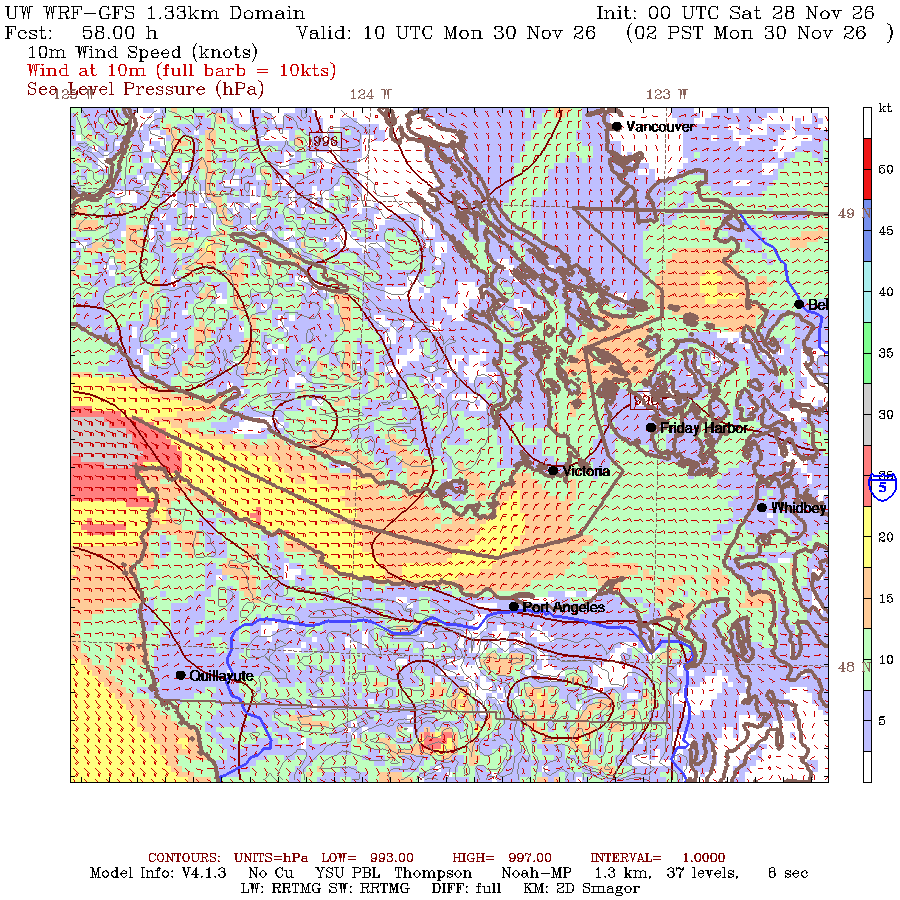 UW WRF-GFS 1.33km Domain Init: 00 UTC Sat 28 Nov 26
Fcst: 58.00 h Valid: 10 UTC Mon 30 Nov 26 (02 PST Mon 30 Nov 26 )
10m Wind Speed (knots)
Wind at 10m (full barb = 10kts)
Sea Level Pressure (hPa)
124 W 123 W
kt
Vancouver
60
49 N
45
40
Bel
35
30
Friday Harbor
Victoria
5
Whidbey
20
15
Port Angeles
10
48 N
Quillayute
5
CONTOURS: UNITS=hPa LOW= 993.00 HIGH= 997.00 INTERVAL= 1.0000
Model Info: V4.1.3 No Cu YSU PBL Thompson Noah-MP 1.3 km, 37 levels, 8 sec
LW: RRTMG SW: RRTMG DIFF: full KM: 2D Smagor